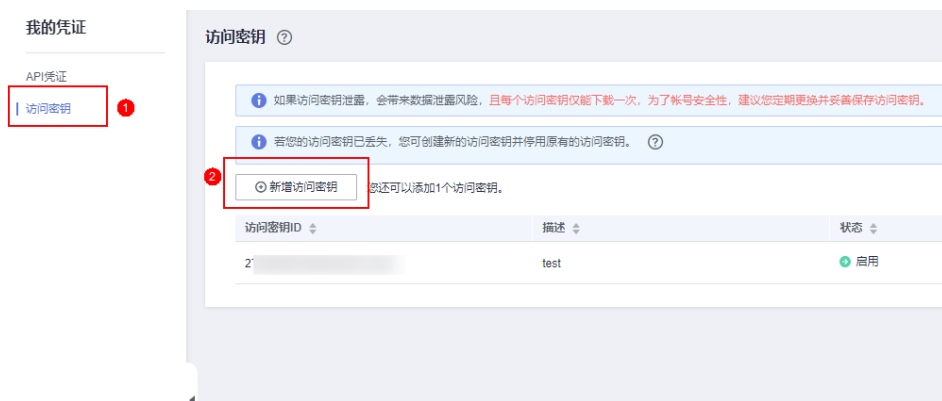 我的凭证
API凭证
访问密钥
1
访问密钥 ?
如果访问密钥泄露，会带来数据泄露风险，且每个访问密钥仅能下载一次，为了帐号安全性，建议您定期更换并妥善保存访问密钥。
若您的访问密钥已丢失，您可创建新的访问密钥并停用原有的访问密钥。 ?
2
新增访问密钥 您还可以添加1个访问密钥。
访问密钥ID 描述 状态
test 启用